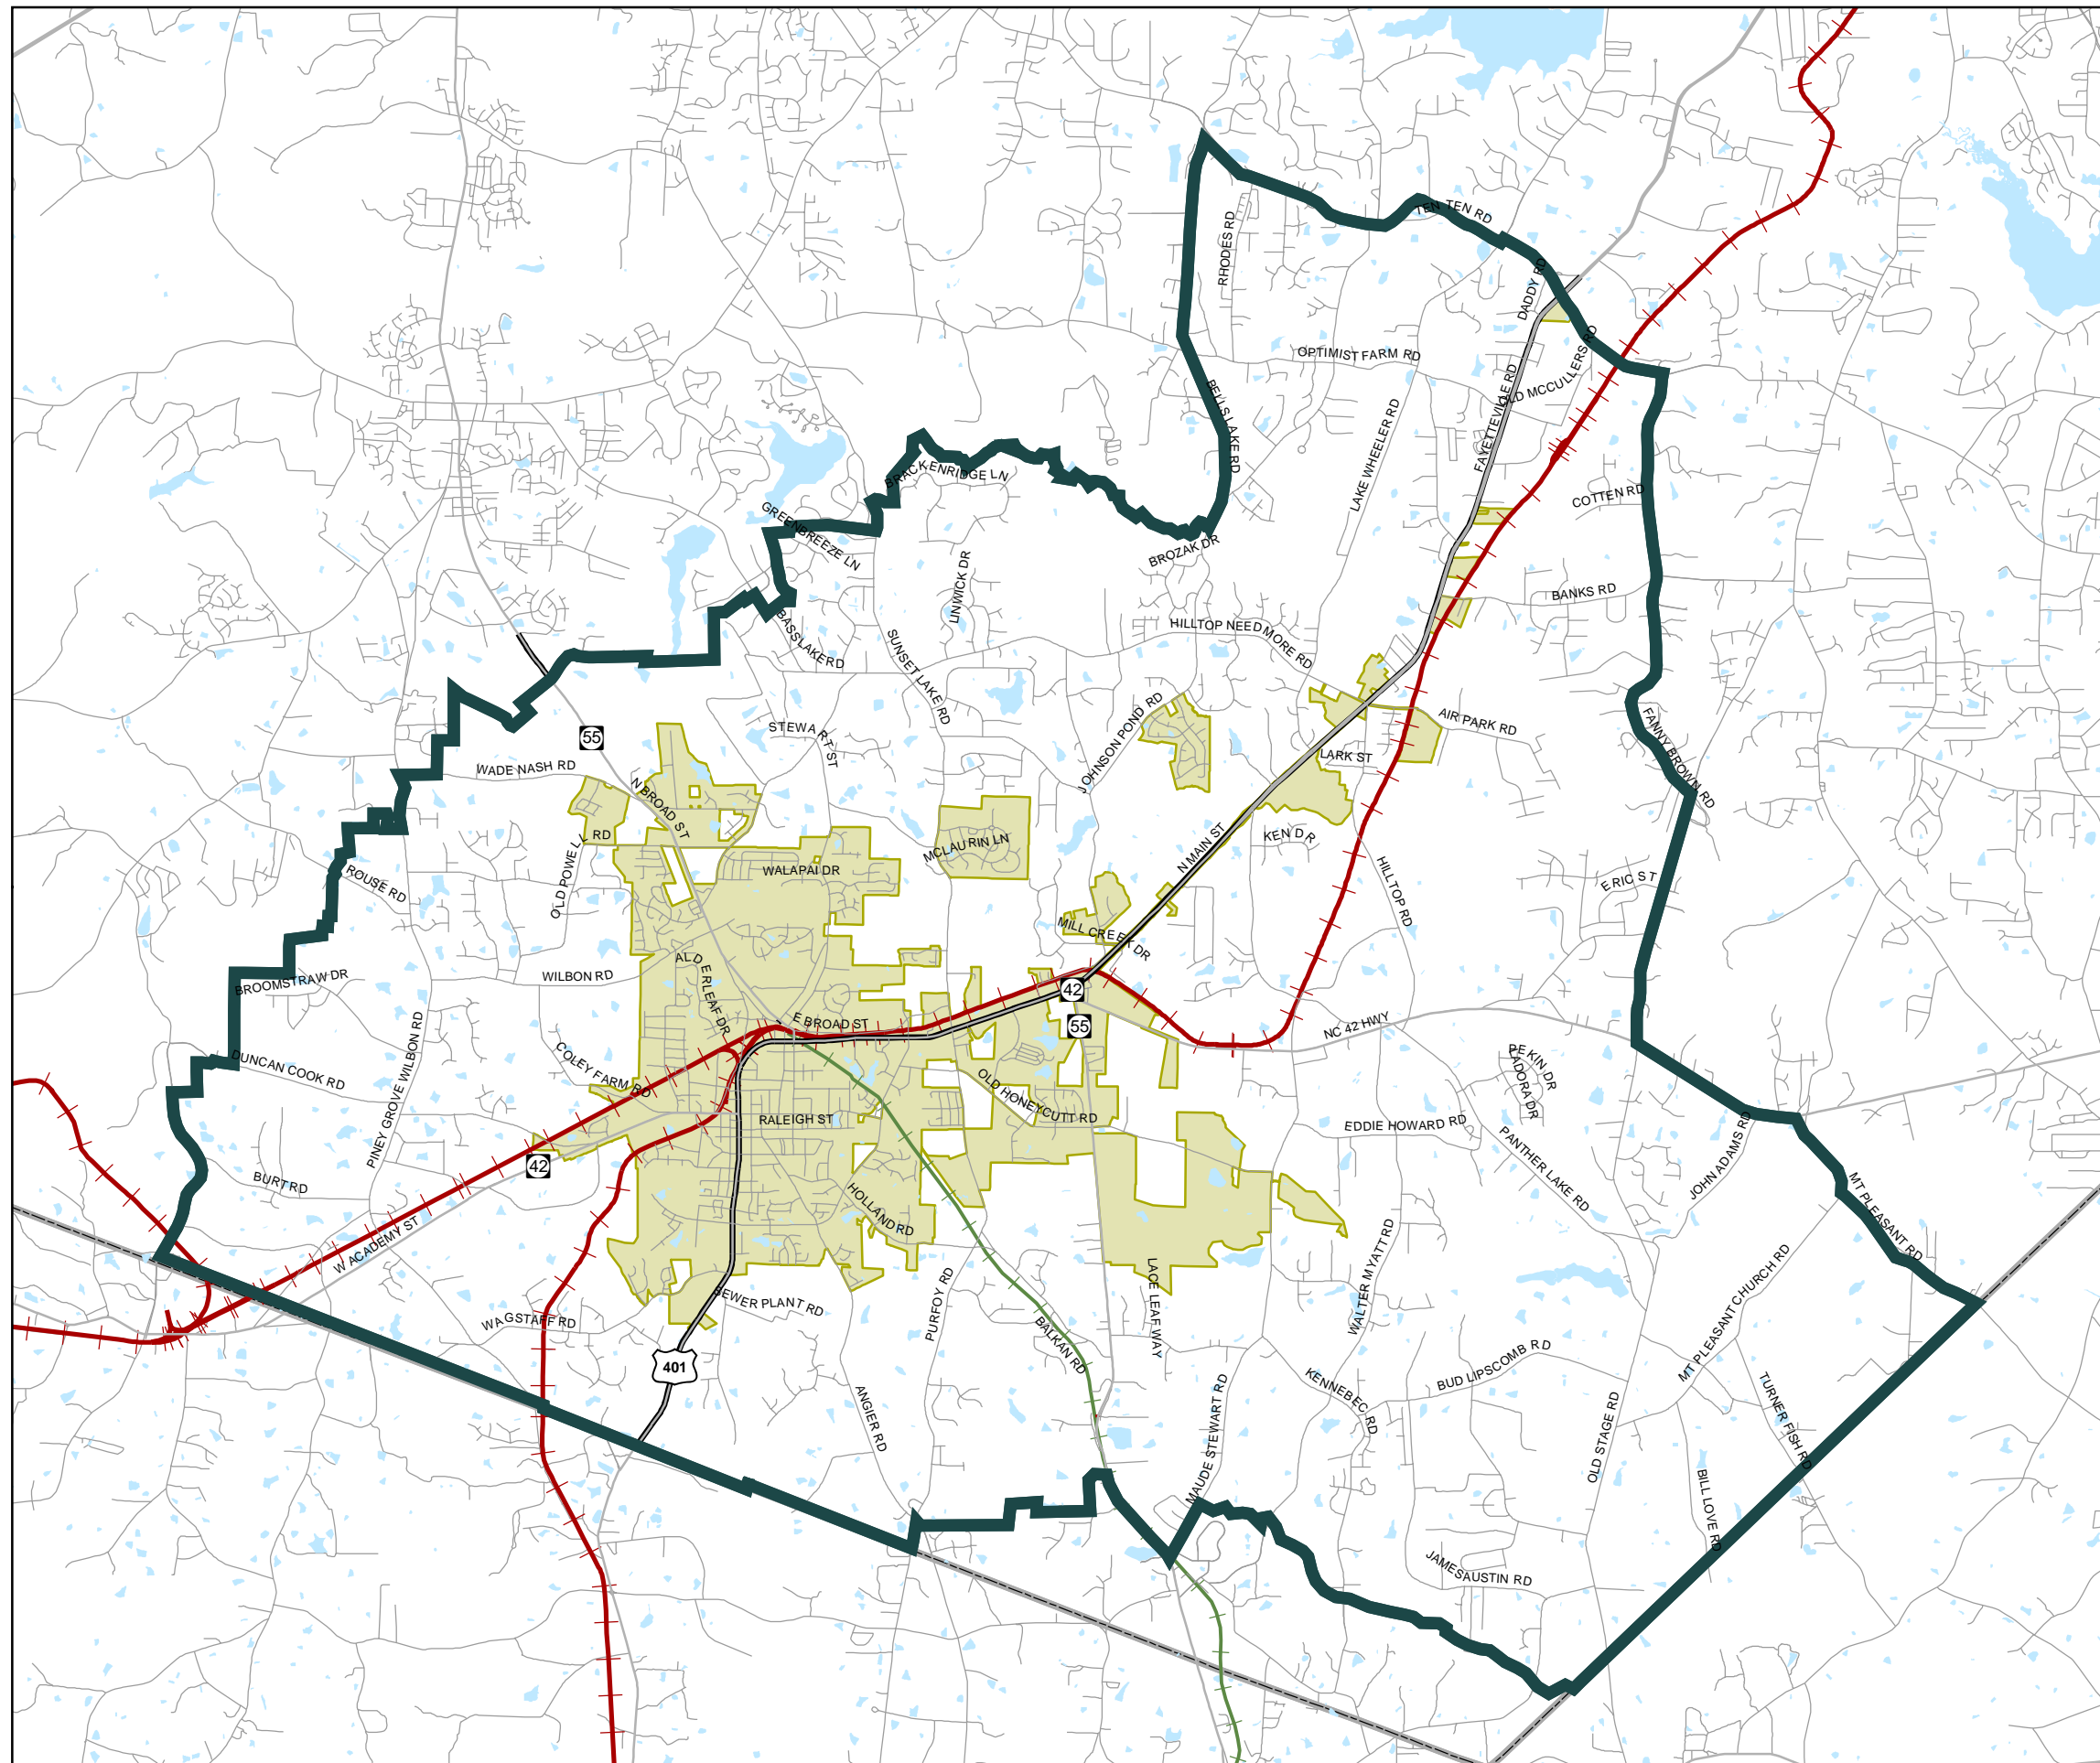 TEN TEN RD
RHODES RD
DADDY RD
OPTIMIST FARM RD
OLD MCCULLERS RD
FAYETTEVILLE RD
BELLS LAKE RD
LAKE WHEELER RD
BRACKENRIDGE LN
COTTEN RD
GREENBREEZE LN
BROZAK DR
LINWICK DR
BANKS RD
BASS LAKE RD
HILLTOP NEEDMORE RD
SUNSET LAKE RD
JOHNSON POND RD
AIR PARK RD
FANNY BROWN RD
STEWART ST
55
LARK ST
WADE NASH RD
N BROAD ST
OLD POWELL RD
KEN DR
N MAIN ST
MCLAURIN LN
WALAPAI DR
HILLTOP RD
ERIC ST
ROUSE RD
MILL CREEK DR
ALDERLEAF DR
WILBON RD
BROOMSTRAW DR
42
E BROAD ST
55
NC 42 HWY
PINEY GROVE WILBON RD
COLEY FARM RD
DUNCAN COOK RD
PEKIN DR
LADORA DR
OLD HONEYCUTT RD
RALEIGH ST
EDDIE HOWARD RD
PANTHER LAKE RD
JOHN ADAMS RD
42
BURT RD
HOLLAND RD
MT PLEASANT RD
W ACADEMY ST
WALTER MYATT RD
LACE LEAF WAY
MT PLEASANT CHURCH RD
SEWER PLANT RD
PURFOY RD
WAGSTAFF RD
BALKAN RD
401
BUD LIPSCOMB RD
KENNEBEC RD
ANGIER RD
MAUDE STEWART RD
OLD STAGE RD
TURNER FISH RD
BILL LOVE RD
JAMES AUSTIN RD